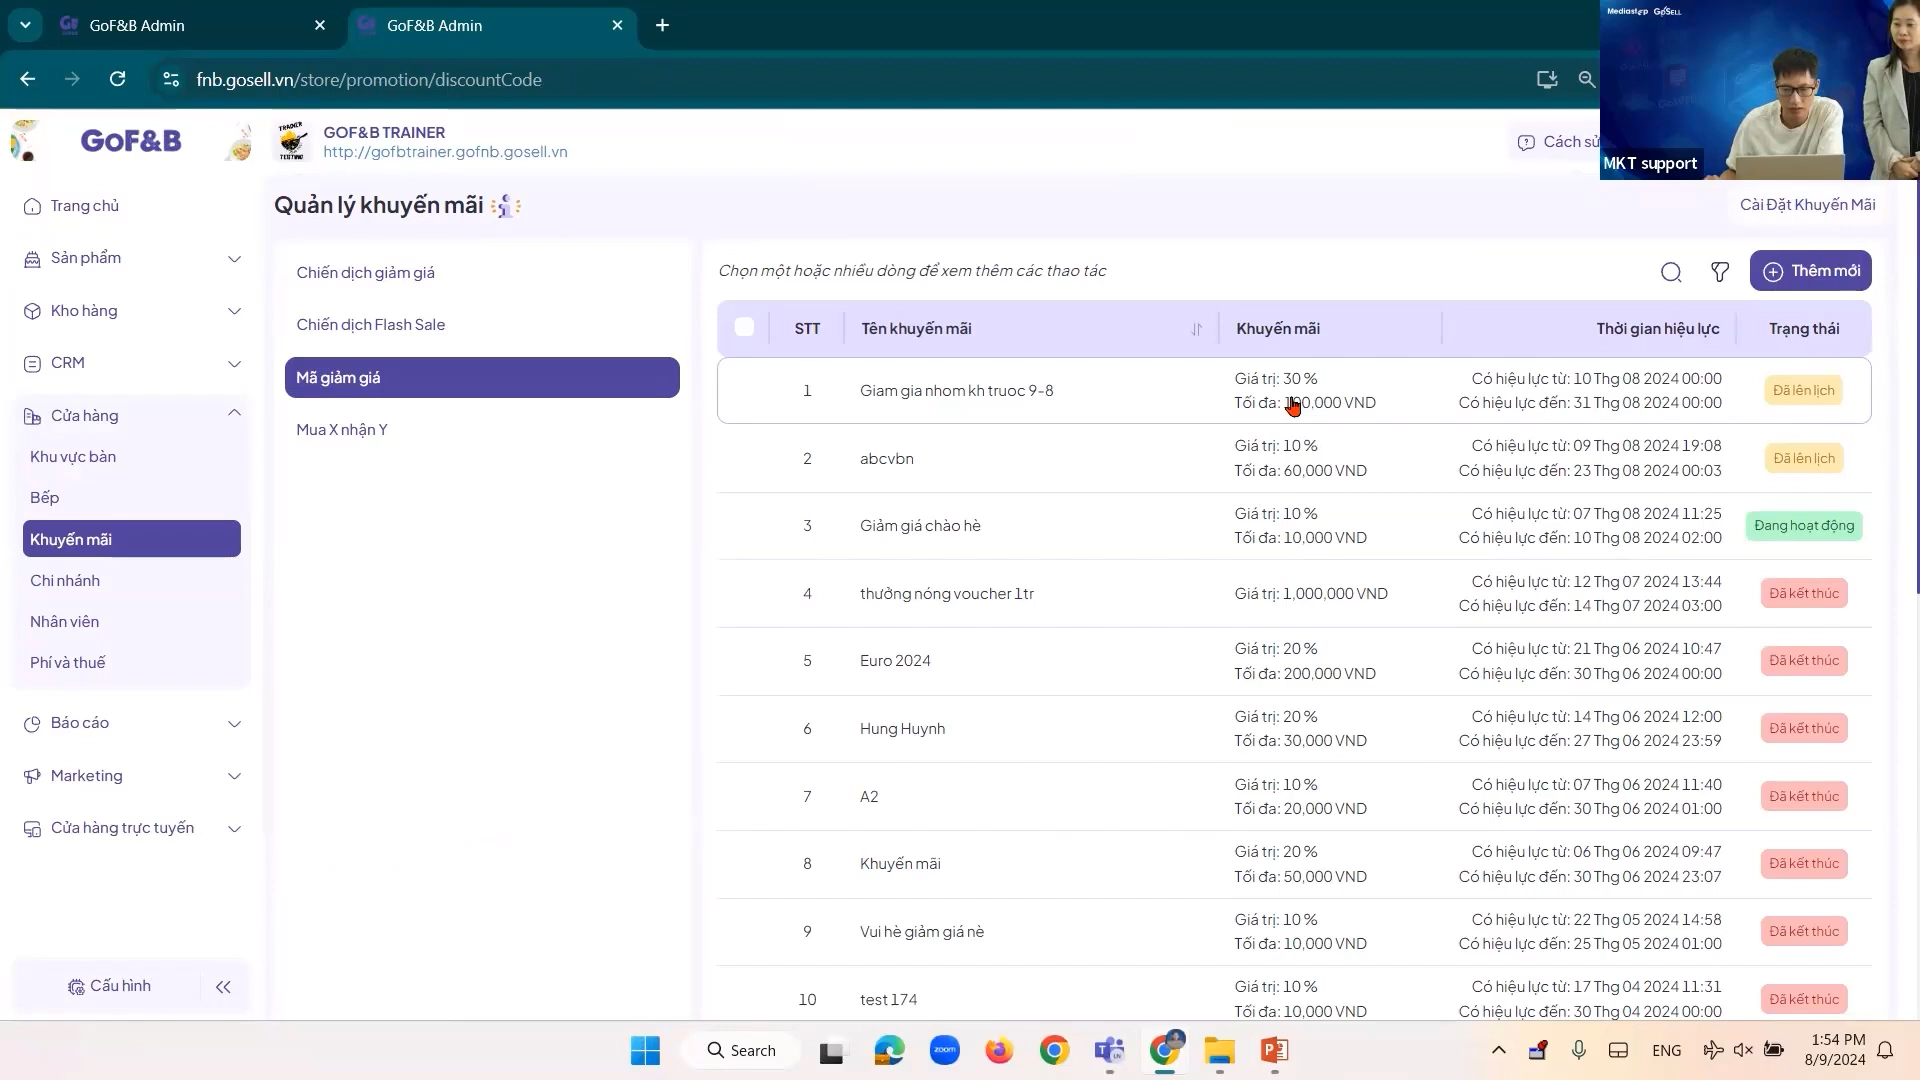 GoF&B Admin
GoF&B Admin
fnb.gosell.vn/store/promotion/discountCode
Mediastep GoSELL
MKT support
GoF&B
GOF&B TRAINER
http://gofbtrainer.gofnb.gosell.vn
Cách sử
Trang chủ
Sản phẩm
Kho hàng
CRM
Cửa hàng
Khu vực bàn
Bếp
Khuyến mãi
Chi nhánh
Nhân viên
Phí và thuế
Báo cáo
Marketing
Cửa hàng trực tuyến
Cấu hình
Quản lý khuyến mãi
Cài Đặt Khuyến Mãi
Chiến dịch giảm giá
Chiến dịch Flash Sale
Mã giảm giá
Mua X nhận Y
Chọn một hoặc nhiều dòng để xem thêm các thao tác
Thêm mới
STT Tên khuyến mãi Khuyến mãi Thời gian hiệu lực Trạng thái
1 Giam gia nhom kh truoc 9-8 Giá trị: 30 % Có hiệu lực từ: 10 Thg 08 2024 00:00 Đã lên lịch
Tối đa: 100,000 VND Có hiệu lực đến: 31 Thg 08 2024 00:00
2 abcvbn Giá trị: 10 % Có hiệu lực từ: 09 Thg 08 2024 19:08 Đã lên lịch
Tối đa: 60,000 VND Có hiệu lực đến: 23 Thg 08 2024 00:03
3 Giảm giá chào hè Giá trị: 10 % Có hiệu lực từ: 07 Thg 08 2024 11:25 Đang hoạt động
Tối đa: 10,000 VND Có hiệu lực đến: 10 Thg 08 2024 02:00
4 thưởng nóng voucher 1tr Giá trị: 1,000,000 VND Có hiệu lực từ: 12 Thg 07 2024 13:44 Đã kết thúc
Có hiệu lực đến: 14 Thg 07 2024 03:00
5 Euro 2024 Giá trị: 20 % Có hiệu lực từ: 21 Thg 06 2024 10:47 Đã kết thúc
Tối đa: 200,000 VND Có hiệu lực đến: 30 Thg 06 2024 00:00
6 Hung Huynh Giá trị: 20 % Có hiệu lực từ: 14 Thg 06 2024 12:00 Đã kết thúc
Tối đa: 30,000 VND Có hiệu lực đến: 27 Thg 06 2024 23:59
7 A2 Giá trị: 10 % Có hiệu lực từ: 07 Thg 06 2024 11:40 Đã kết thúc
Tối đa: 20,000 VND Có hiệu lực đến: 30 Thg 06 2024 01:00
8 Khuyến mãi Giá trị: 20 % Có hiệu lực từ: 06 Thg 06 2024 09:47 Đã kết thúc
Tối đa: 50,000 VND Có hiệu lực đến: 30 Thg 06 2024 23:07
9 Vui hè giảm giá nè Giá trị: 10 % Có hiệu lực từ: 22 Thg 05 2024 14:58 Đã kết thúc
Tối đa: 10,000 VND Có hiệu lực đến: 25 Thg 05 2024 01:00
10 test 174 Giá trị: 10 % Có hiệu lực từ: 17 Thg 04 2024 11:31 Đã kết thúc
Tối đa: 10,000 VND Có hiệu lực đến: 30 Thg 04 2024 00:00
Search
zoom
ENG
1:54 PM
8/9/2024